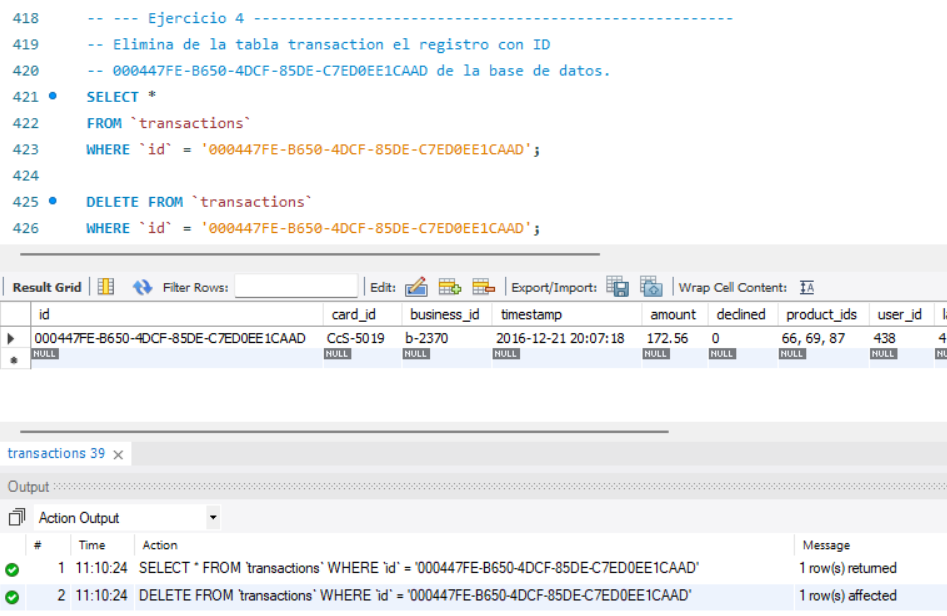 418 -- --- Ejercicio 4 -----------------------------------------------------
419 -- Elimina de la tabla transaction el registro con ID
420 -- 000447FE-B650-4DCF-85DE-C7ED0EE1CAAD de la base de datos.
421 SELECT *
422 FROM `transactions`
423 WHERE `id` = '000447FE-B650-4DCF-85DE-C7ED0EE1CAAD';
424
425 DELETE FROM `transactions`
426 WHERE `id` = '000447FE-B650-4DCF-85DE-C7ED0EE1CAAD';
Result Grid Filter Rows: Edit: Export/Import: Wrap Cell Content: IA
id card_id business_id timestamp amount declined product_ids user_id
000447FE-B650-4DCF-85DE-C7ED0EE1CAAD CcS-5019 b-2370 2016-12-21 20:07:18 172.56 0 66, 69, 87 438
NULL NULL NULL NULL NULL NULL NULL NULL
transactions 39
Output
Action Output
# Time Action Message
1 11:10:24 SELECT * FROM `transactions` WHERE `id` = '000447FE-B650-4DCF-85DE-C7ED0EE1CAAD' 1 row(s) returned
2 11:10:24 DELETE FROM `transactions` WHERE `id` = '000447FE-B650-4DCF-85DE-C7ED0EE1CAAD' 1 row(s) affected